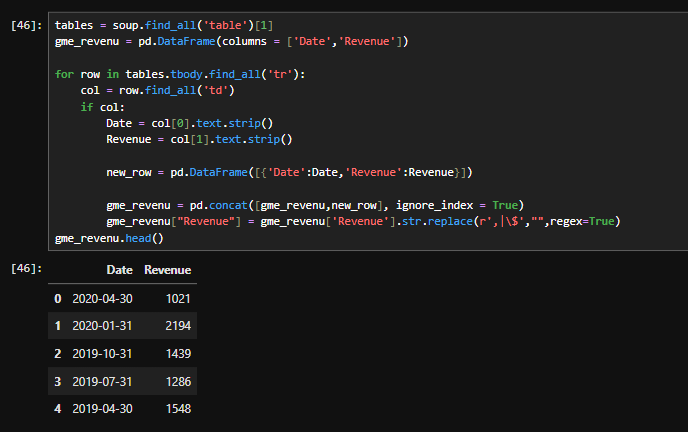 [46]: tables = soup.find_all('table')[1]
gme_revenu = pd.DataFrame(columns = ['Date','Revenue'])
for row in tables.tbody.find_all('tr'):
col = row.find_all('td')
if col:
Date = col[0].text.strip()
Revenue = col[1].text.strip()
new_row = pd.DataFrame([{'Date':Date,'Revenue':Revenue}])
gme_revenu = pd.concat([gme_revenu,new_row], ignore_index = True)
gme_revenu["Revenue"] = gme_revenu['Revenue'].str.replace(r',|\$',"",regex=True)
gme_revenu.head()
[46]: Date Revenue
0 2020-04-30 1021
1 2020-01-31 2194
2 2019-10-31 1439
3 2019-07-31 1286
4 2019-04-30 1548